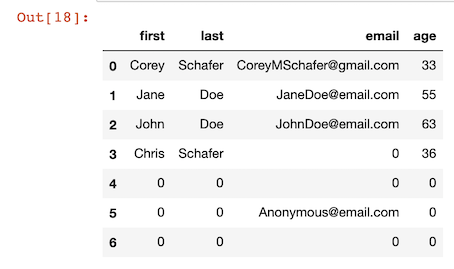 Out[18]:
first last email age
0 Corey Schafer CoreyMSchafer@gmail.com 33
1 Jane Doe JaneDoe@email.com 55
2 John Doe JohnDoe@email.com 63
3 Chris Schafer 0 36
4 0 0 0 0
5 0 0 Anonymous@email.com 0
6 0 0 0 0